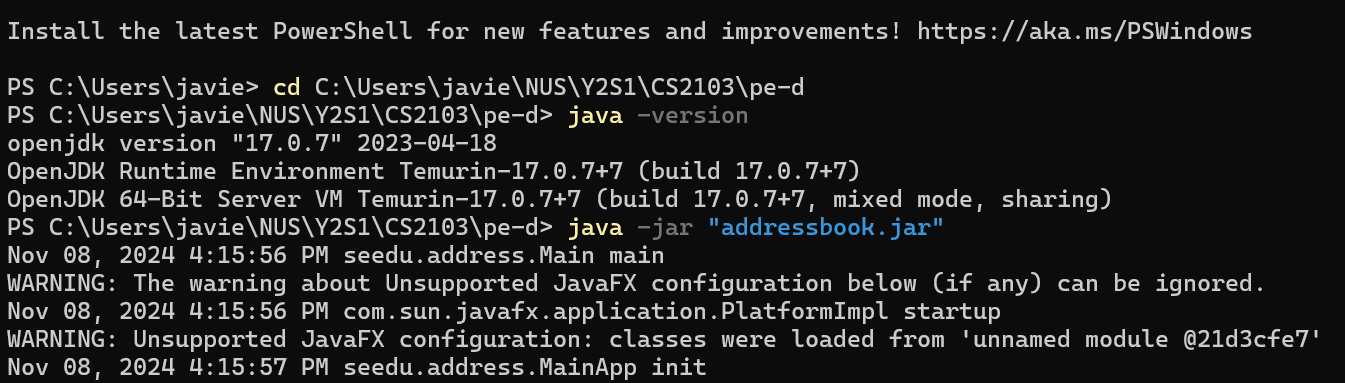 Install the latest PowerShell for new features and improvements! https://aka.ms/PSWindows
PS C:\Users\javie> cd C:\Users\javie\NUS\Y2S1\CS2103\pe-d
PS C:\Users\javie\NUS\Y2S1\CS2103\pe-d> java -version
openjdk version "17.0.7" 2023-04-18
OpenJDK Runtime Environment Temurin-17.0.7+7 (build 17.0.7+7)
OpenJDK 64-Bit Server VM Temurin-17.0.7+7 (build 17.0.7+7, mixed mode, sharing)
PS C:\Users\javie\NUS\Y2S1\CS2103\pe-d> java -jar "addressbook.jar"
Nov 08, 2024 4:15:56 PM seedu.address.Main main
WARNING: The warning about Unsupported JavaFX configuration below (if any) can be ignored.
Nov 08, 2024 4:15:56 PM com.sun.javafx.application.PlatformImpl startup
WARNING: Unsupported JavaFX configuration: classes were loaded from 'unnamed module @21d3cfe7'
Nov 08, 2024 4:15:57 PM seedu.address.MainApp init